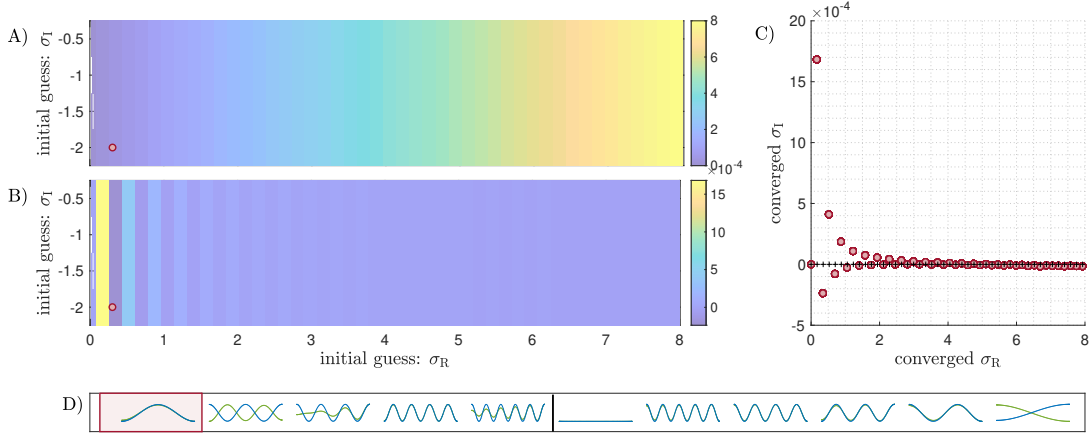 A)
initial guess: σI
-0.5
-1
-1.5
-2
8
6
4
2
0
B)
initial guess: σI
-0.5
-1
-1.5
-2
×10-4
15
10
5
0
0 1 2 3 4 5 6 7 8
initial guess: σR
C)
×10-4
converged σI
20
15
10
5
0
-5
0 2 4 6 8
converged σR
D)